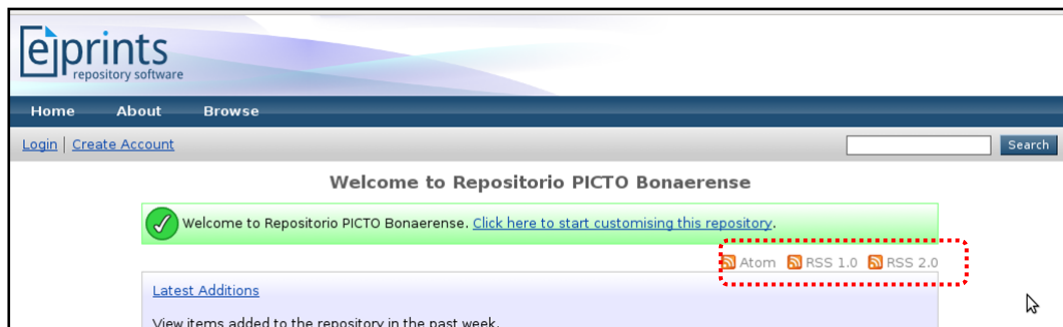 eprints
repository software
Home About Browse
Login | Create Account Search
Welcome to Repositorio PICTO Bonaerense
Welcome to Repositorio PICTO Bonaerense. Click here to start customising this repository.
Atom RSS 1.0 RSS 2.0
Latest Additions
View items added to the repository in the past week.